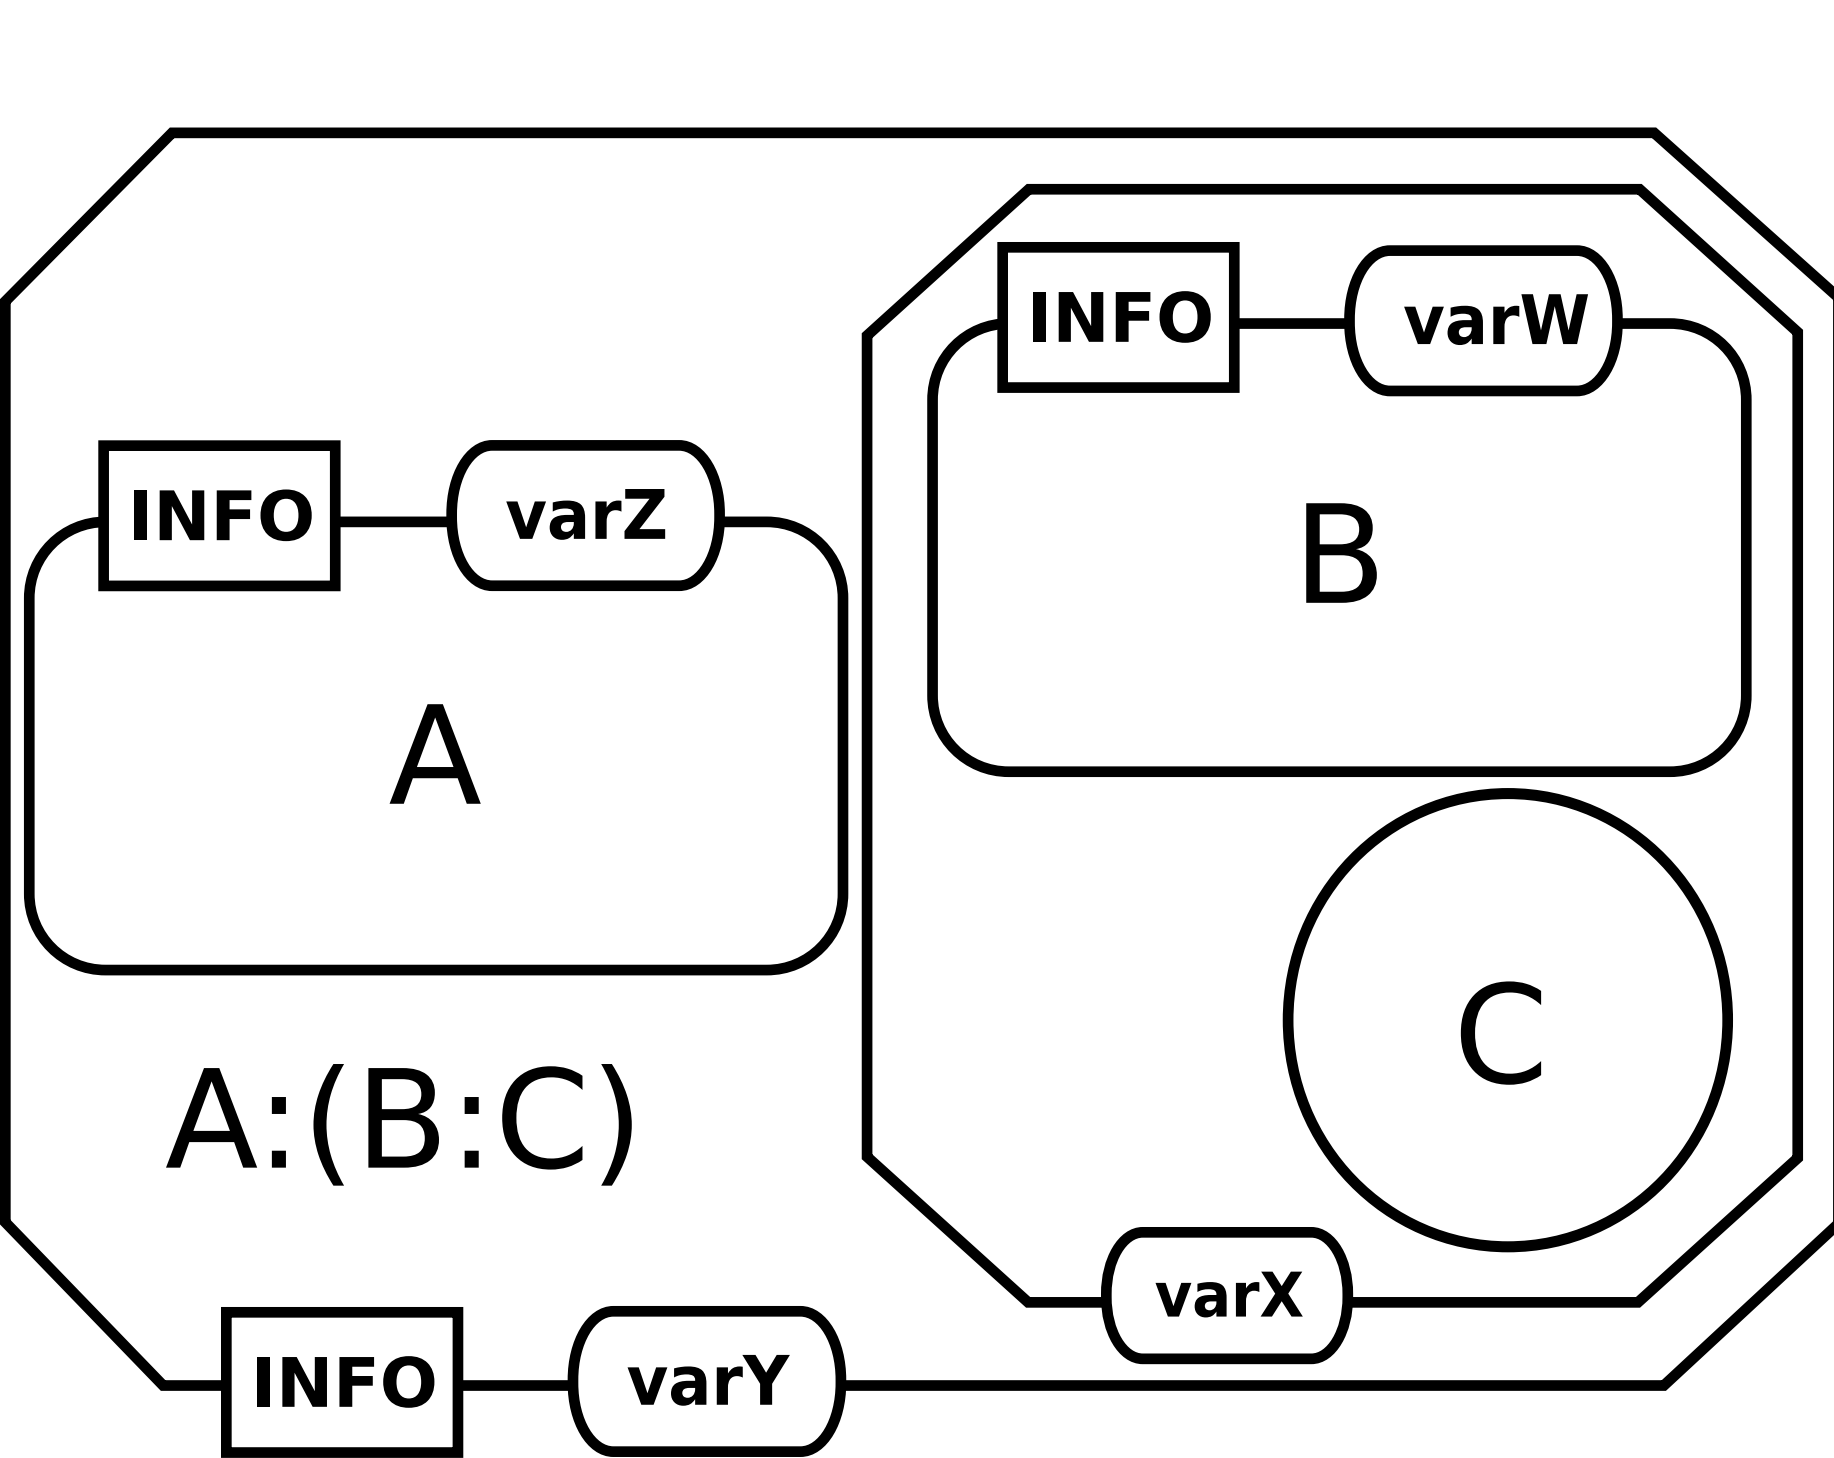 INFO varW
INFO varZ
B
A
C
A:(B:C)
varX
INFO varY